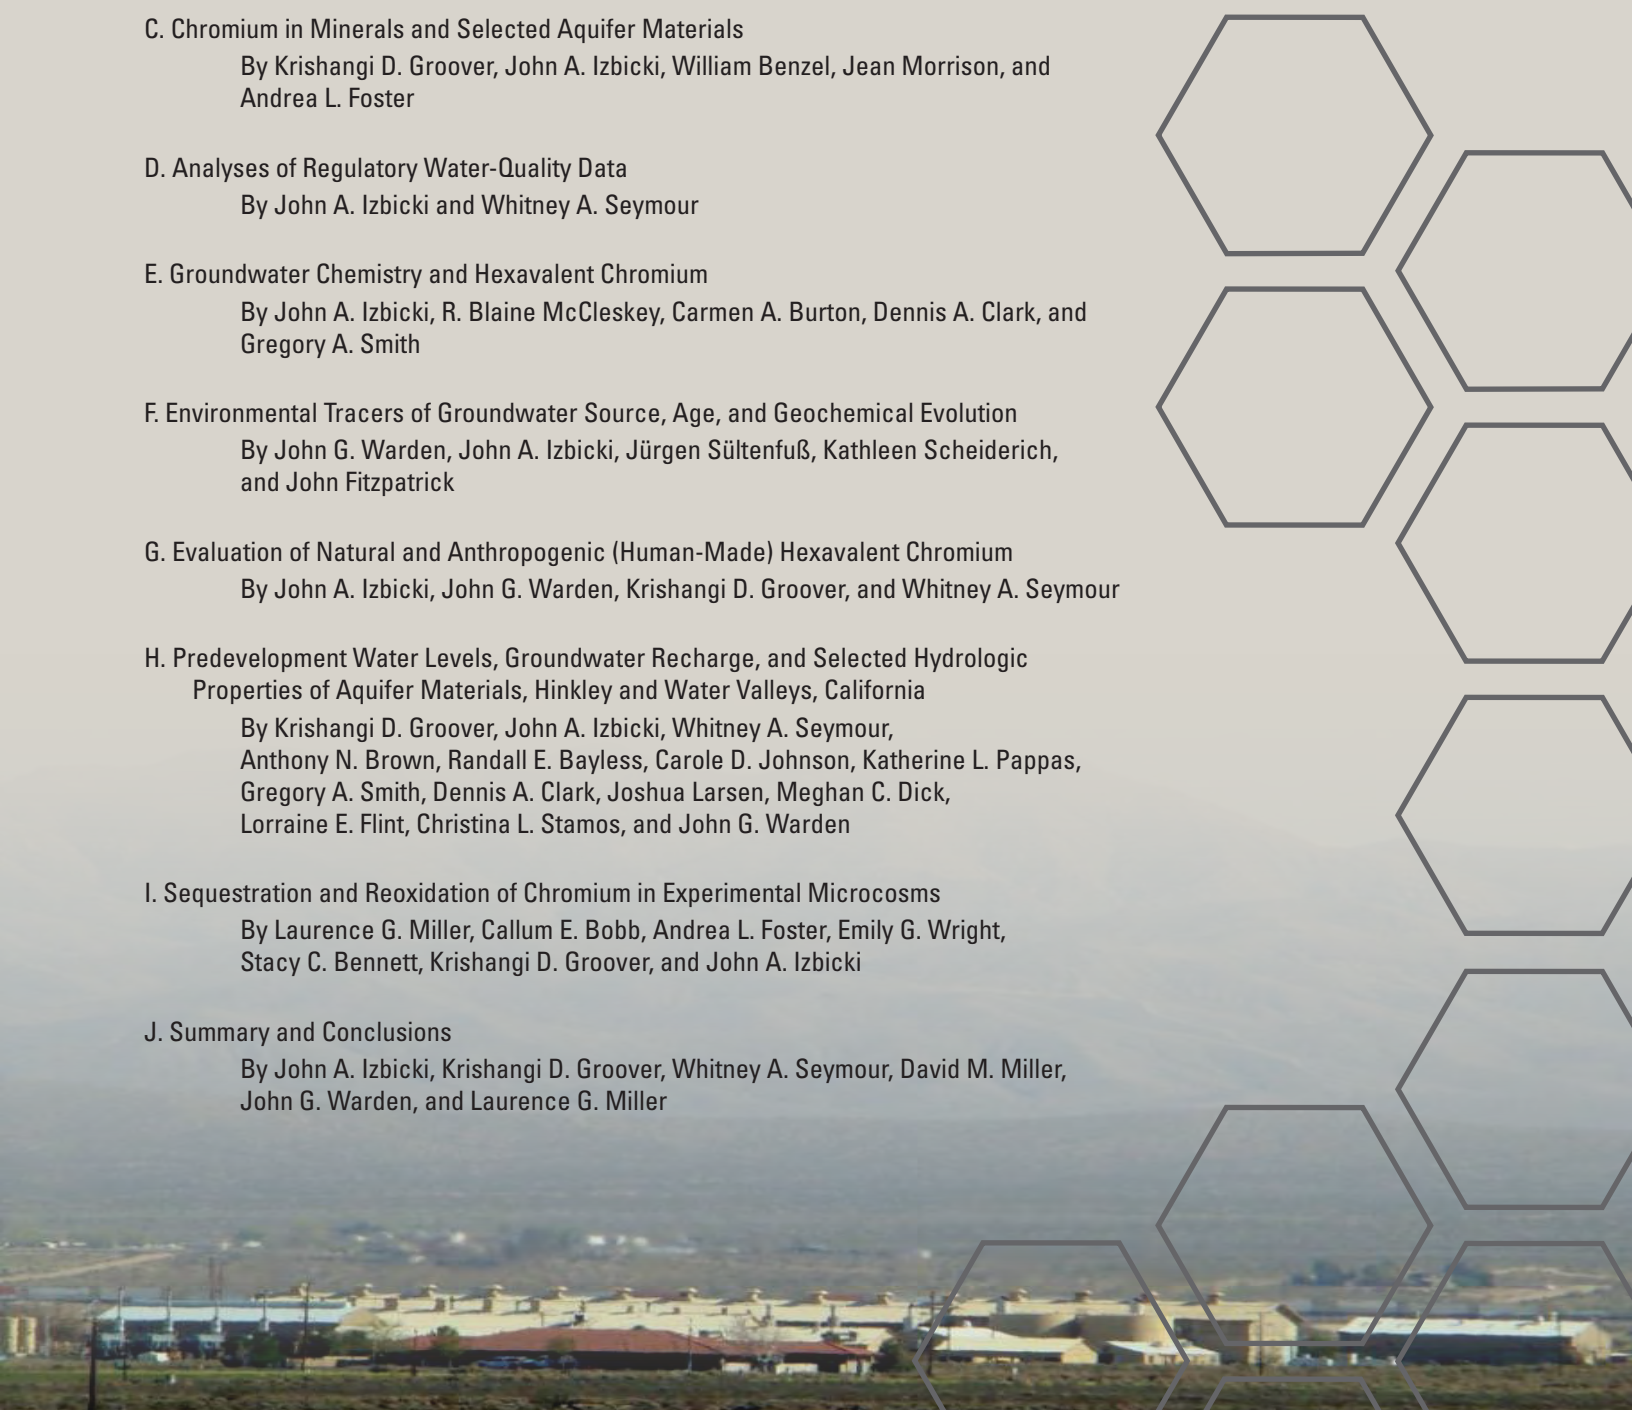 C. Chromium in Minerals and Selected Aquifer Materials
By Krishangi D. Groover, John A. Izbicki, William Benzel, Jean Morrison, and
Andrea L. Foster
D. Analyses of Regulatory Water-Quality Data
By John A. Izbicki and Whitney A. Seymour
E. Groundwater Chemistry and Hexavalent Chromium
By John A. Izbicki, R. Blaine McCleskey, Carmen A. Burton, Dennis A. Clark, and
Gregory A. Smith
F. Environmental Tracers of Groundwater Source, Age, and Geochemical Evolution
By John G. Warden, John A. Izbicki, Jürgen Sültenfuß, Kathleen Scheiderich,
and John Fitzpatrick
G. Evaluation of Natural and Anthropogenic (Human-Made) Hexavalent Chromium
By John A. Izbicki, John G. Warden, Krishangi D. Groover, and Whitney A. Seymour
H. Predevelopment Water Levels, Groundwater Recharge, and Selected Hydrologic
Properties of Aquifer Materials, Hinkley and Water Valleys, California
By Krishangi D. Groover, John A. Izbicki, Whitney A. Seymour,
Anthony N. Brown, Randall E. Bayless, Carole D. Johnson, Katherine L. Pappas,
Gregory A. Smith, Dennis A. Clark, Joshua Larsen, Meghan C. Dick,
Lorraine E. Flint, Christina L. Stamos, and John G. Warden
I. Sequestration and Reoxidation of Chromium in Experimental Microcosms
By Laurence G. Miller, Callum E. Bobb, Andrea L. Foster, Emily G. Wright,
Stacy C. Bennett, Krishangi D. Groover, and John A. Izbicki
J. Summary and Conclusions
By John A. Izbicki, Krishangi D. Groover, Whitney A. Seymour, David M. Miller,
John G. Warden, and Laurence G. Miller